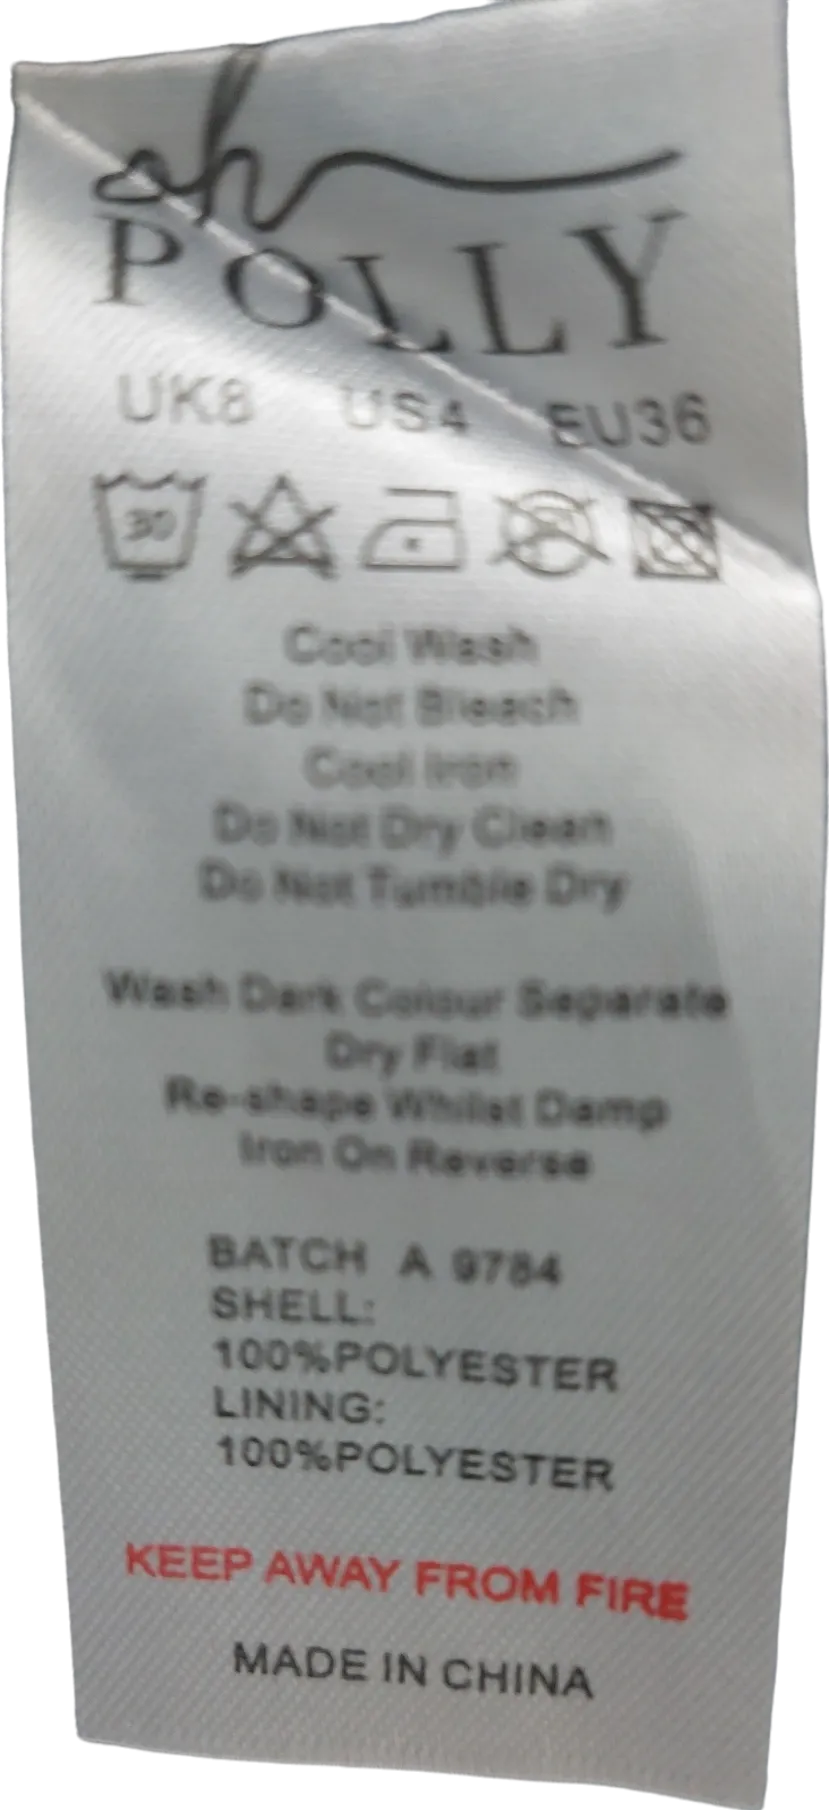 oh
POLLY
UK8 US4 EU36
30
Cool Wash
Do Not Bleach
Cool Iron
Do Not Dry Clean
Do Not Tumble Dry
Wash Dark Colour Separate
Dry Flat
Re-shape Whilst Damp
Iron On Reverse
BATCH A 9784
SHELL:
100%POLYESTER
LINING:
100%POLYESTER
KEEP AWAY FROM FIRE
MADE IN CHINA